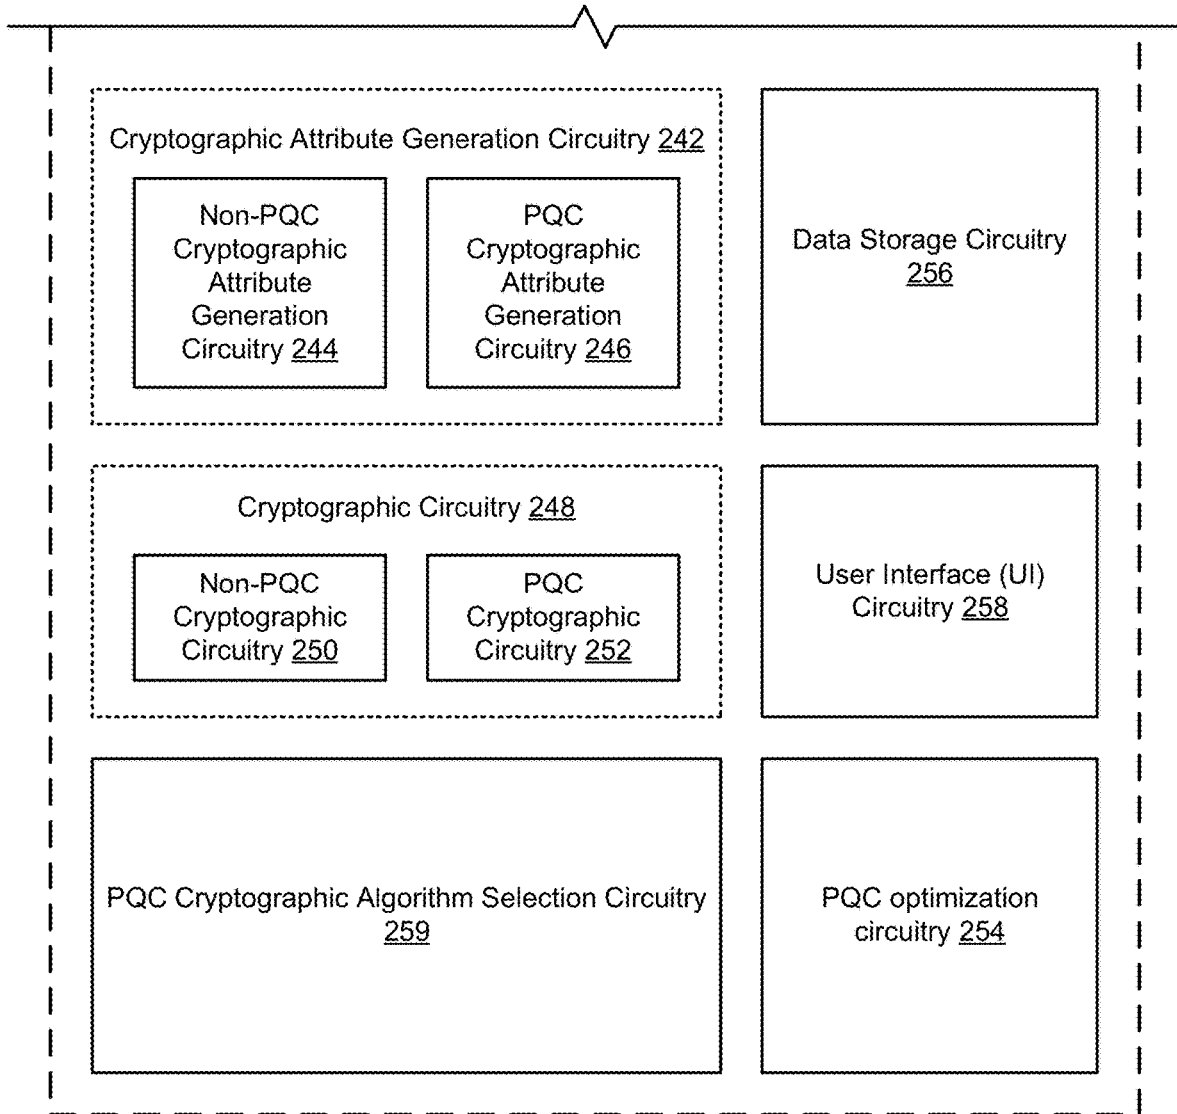 Cryptographic Attribute Generation Circuitry 242
Non-PQC
Cryptographic
Attribute
Generation
Circuitry 244
PQC
Cryptographic
Attribute
Generation
Circuitry 246
Data Storage Circuitry
256
Cryptographic Circuitry 248
Non-PQC
Cryptographic
Circuitry 250
PQC
Cryptographic
Circuitry 252
User Interface (UI)
Circuitry 258
PQC Cryptographic Algorithm Selection Circuitry
259
PQC optimization
circuitry 254